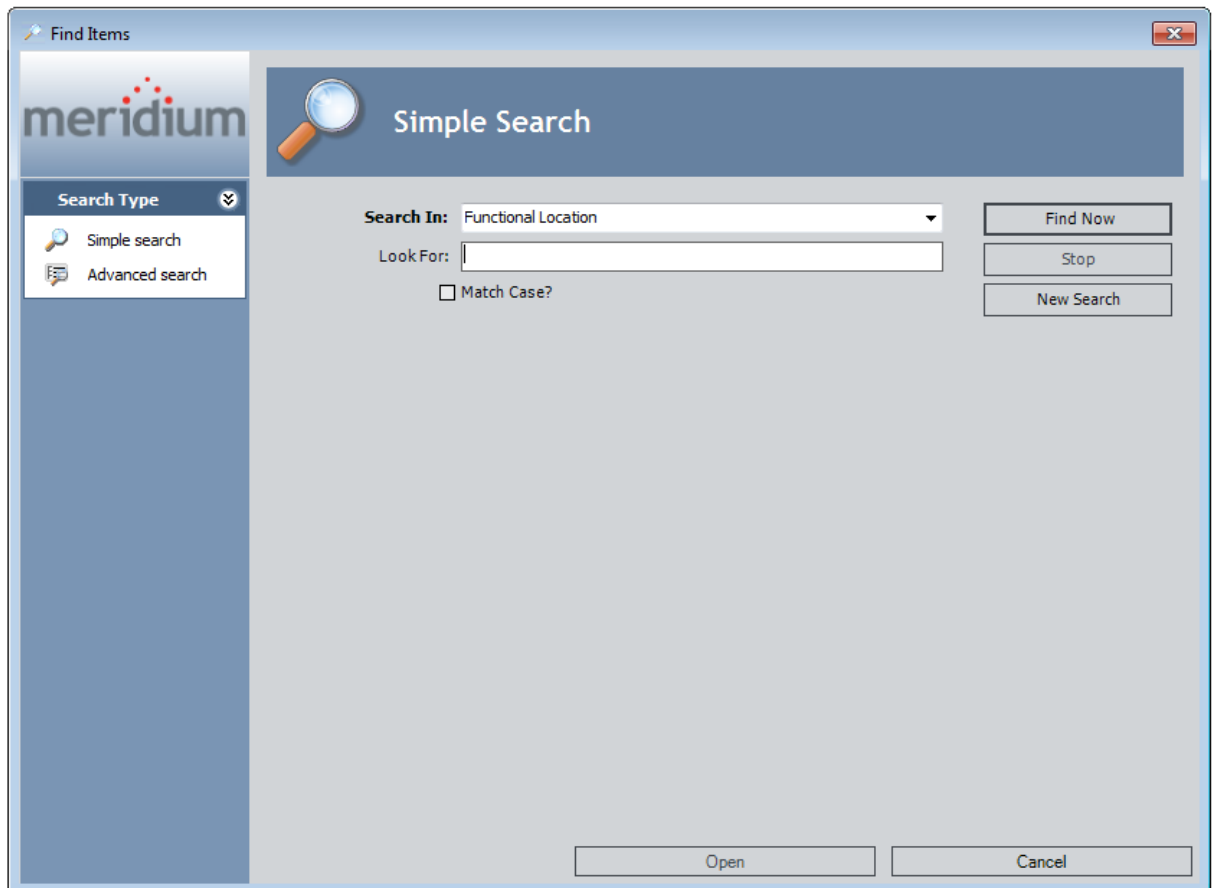 Find Items
meridium
Simple Search
Search Type
Simple search
Advanced search
Search In: Functional Location
Find Now
Look For:
Stop
Match Case?
New Search
Open
Cancel